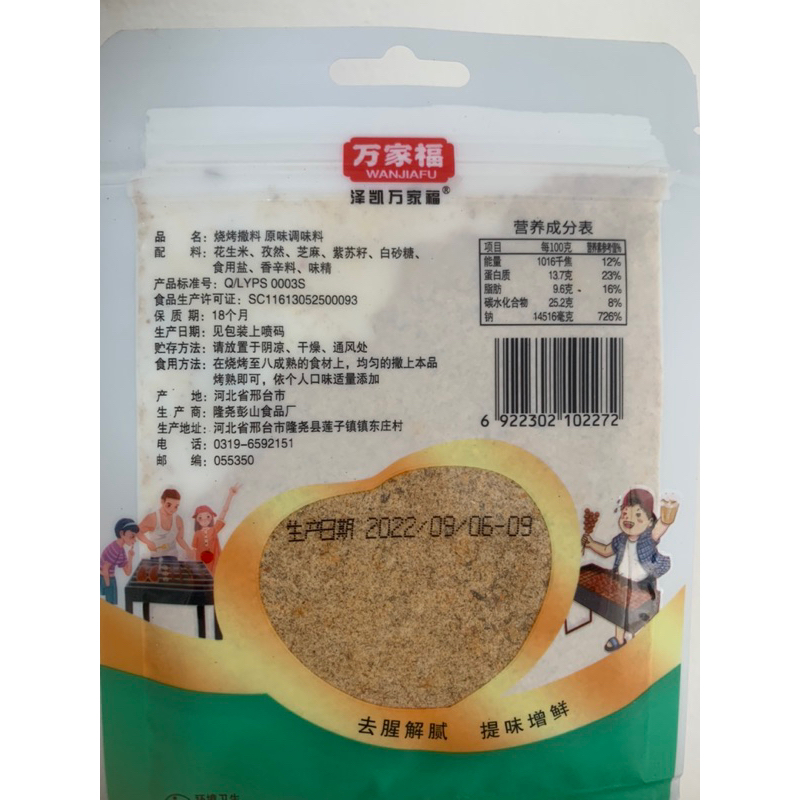 万家福
WANJIAFU
泽凯万家福®
品 名：烧烤撒料 原味调味料
配 料：花生米、孜然、芝麻、紫苏籽、白砂糖、
食用盐、香辛料、味精
产品标准号：Q/LYPS 0003S
食品生产许可证：SC11613052500093
保 质 期：18个月
生产日期：见包装上喷码
贮存方法：请放置于阴凉、干燥、通风处
食用方法：在烧烤至八成熟的食材上，均匀的撒上本品
烤熟即可，依个人口味适量添加
产 地：河北省邢台市
生 产 商：隆尧彭山食品厂
生产地址：河北省邢台市隆尧县莲子镇镇东庄村
电 话：0319-6592151
邮 编：055350
营养成分表
项目 每100克 营养素参考值%
能量 1016千焦 12%
蛋白质 13.7克 23%
脂肪 9.6克 16%
碳水化合物 25.2克 8%
钠 14516毫克 726%
6 922302 102272
生产日期 2022/09/06-09
去腥解腻 提味增鲜